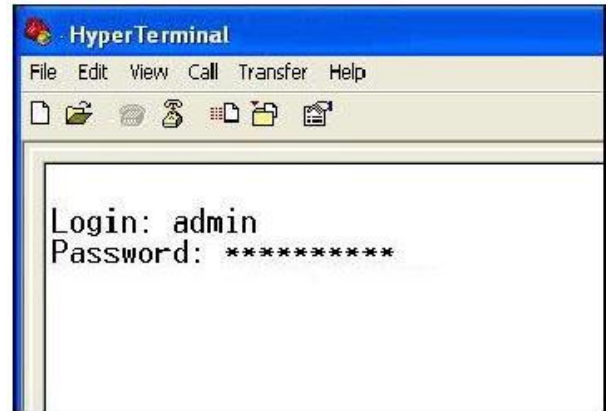 - HyperTerminal
File Edit View Call Transfer Help
Login: admin
Password: **********